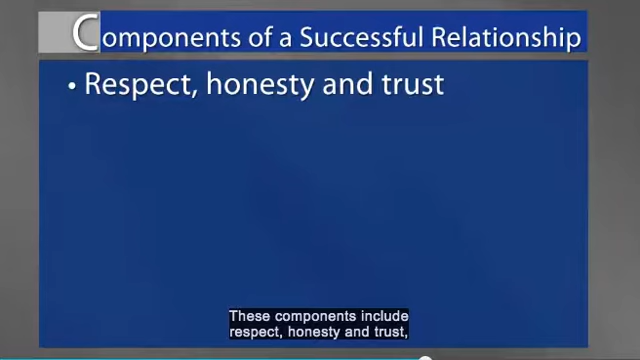 Components of a Successful Relationship
• Respect, honesty and trust
These components include
respect, honesty and trust,